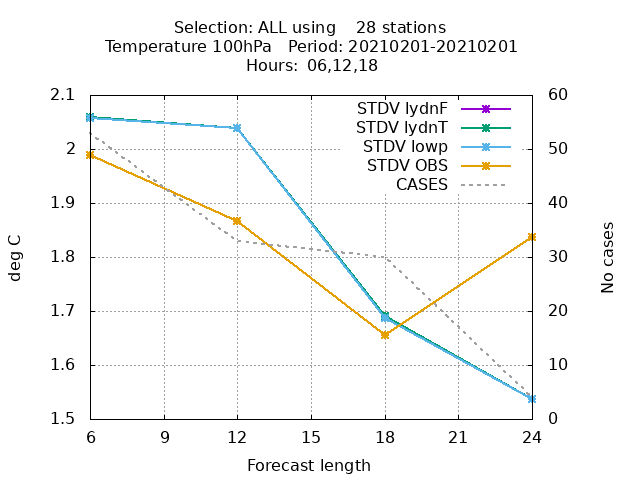 Selection: ALL using    28 stations
Temperature 100hPa   Period: 20210201-20210201
Hours:  06,12,18
2.1
2
1.9
1.8
1.7
1.6
1.5
60
50
40
30
20
10
0
6 9 12 15 18 21 24
deg C
No cases
Forecast length
STDV lydnF
STDV lydnT
STDV lowp
STDV OBS
CASES